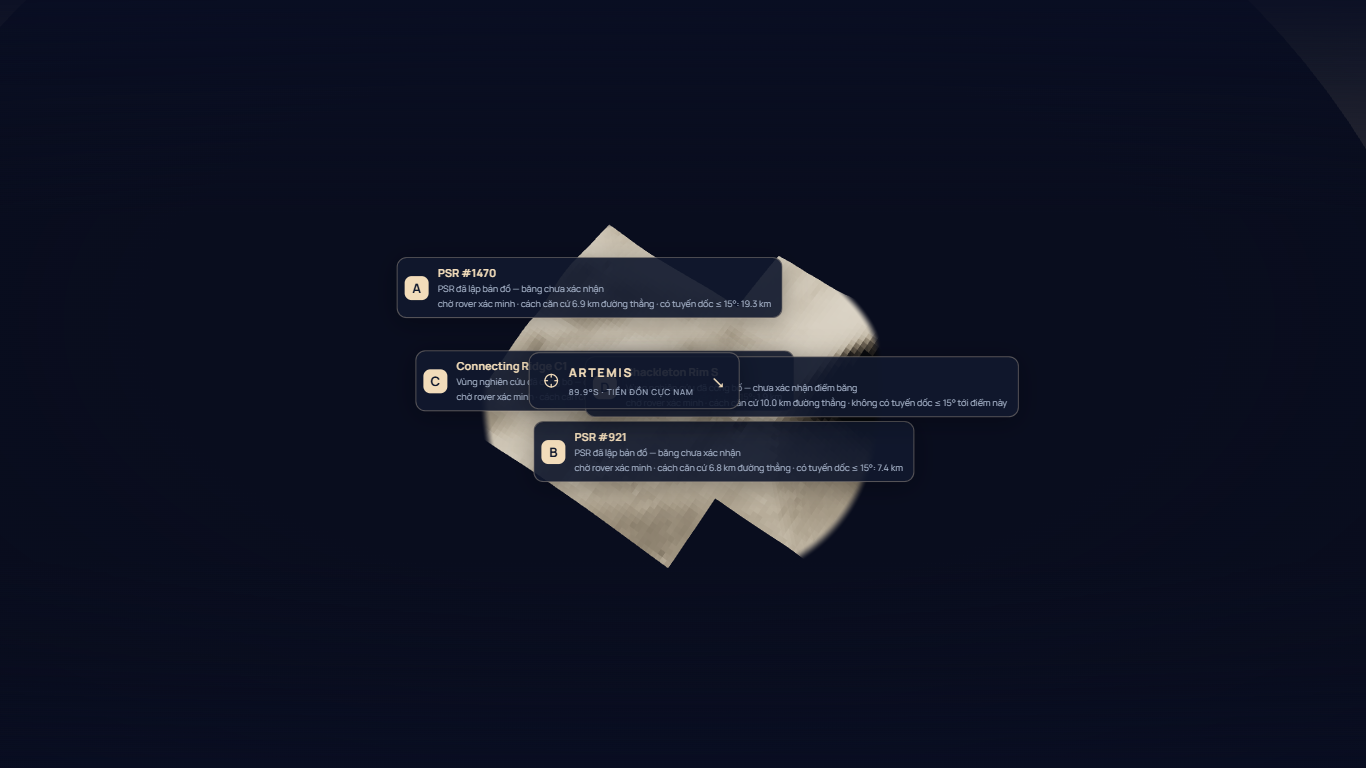 A
PSR #1470
PSR đã lập bản đồ — băng chưa xác nhận
chờ rover xác minh · cách căn cứ 6.9 km đường thẳng · có tuyến dốc ≤ 15°: 19.3 km
C
Connecting Ridge C1
Vùng nghiên cứu
chờ rover xác min
ARTEMIS
89.9°S · TIỀN ĐỒN CỰC NAM
↘
Shackleton Rim S
— chưa xác nhận điểm băng
căn cứ 10.0 km đường thẳng · không có tuyến dốc ≤ 15° tới điểm này
B
PSR #921
PSR đã lập bản đồ — băng chưa xác nhận
chờ rover xác minh · cách căn cứ 6.8 km đường thẳng · có tuyến dốc ≤ 15°: 7.4 km